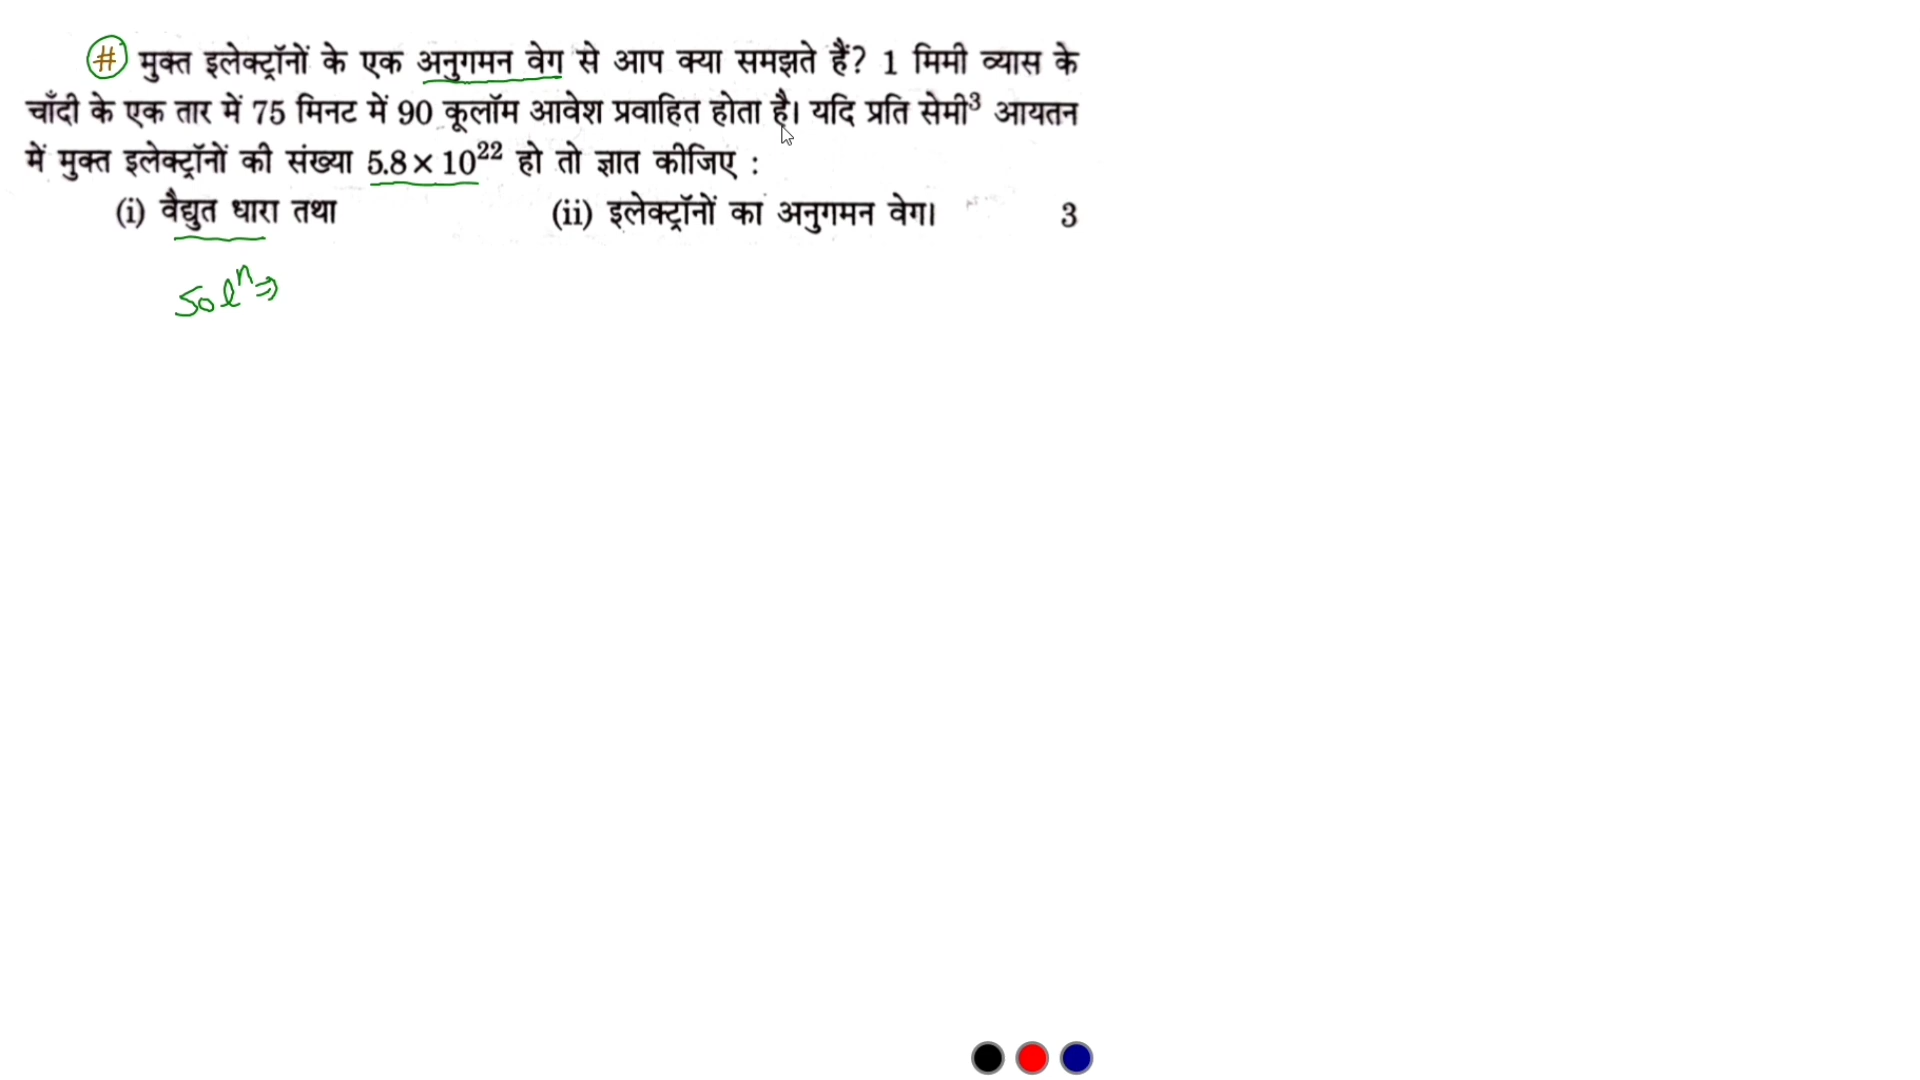 # मुक्त इलेक्ट्रॉनों के एक अनुगमन वेग से आप क्या समझते हैं? 1 मिमी व्यास के
चाँदी के एक तार में 75 मिनट में 90 कूलॉम आवेश प्रवाहित होता है। यदि प्रति सेमी³ आयतन
में मुक्त इलेक्ट्रॉनों की संख्या 5.8 × 10²² हो तो ज्ञात कीजिए :
(i) वैद्युत धारा तथा (ii) इलेक्ट्रॉनों का अनुगमन वेग। 3
Solⁿ⇒